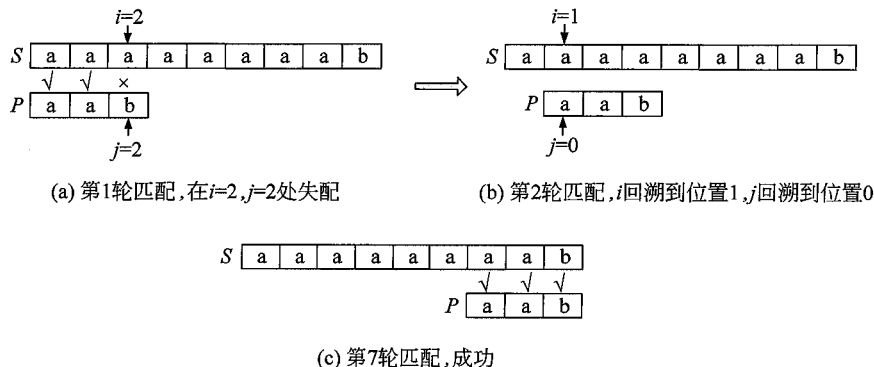 i=2 i=1
S a a a a a a a a b S a a a a a a a a b
√ √ ×
P a a b P a a b
j=2 j=0
(a) 第1轮匹配,在i=2,j=2处失配 (b) 第2轮匹配,i回溯到位置1,j回溯到位置0
S a a a a a a a a b
√ √ √
P a a b
(c) 第7轮匹配,成功